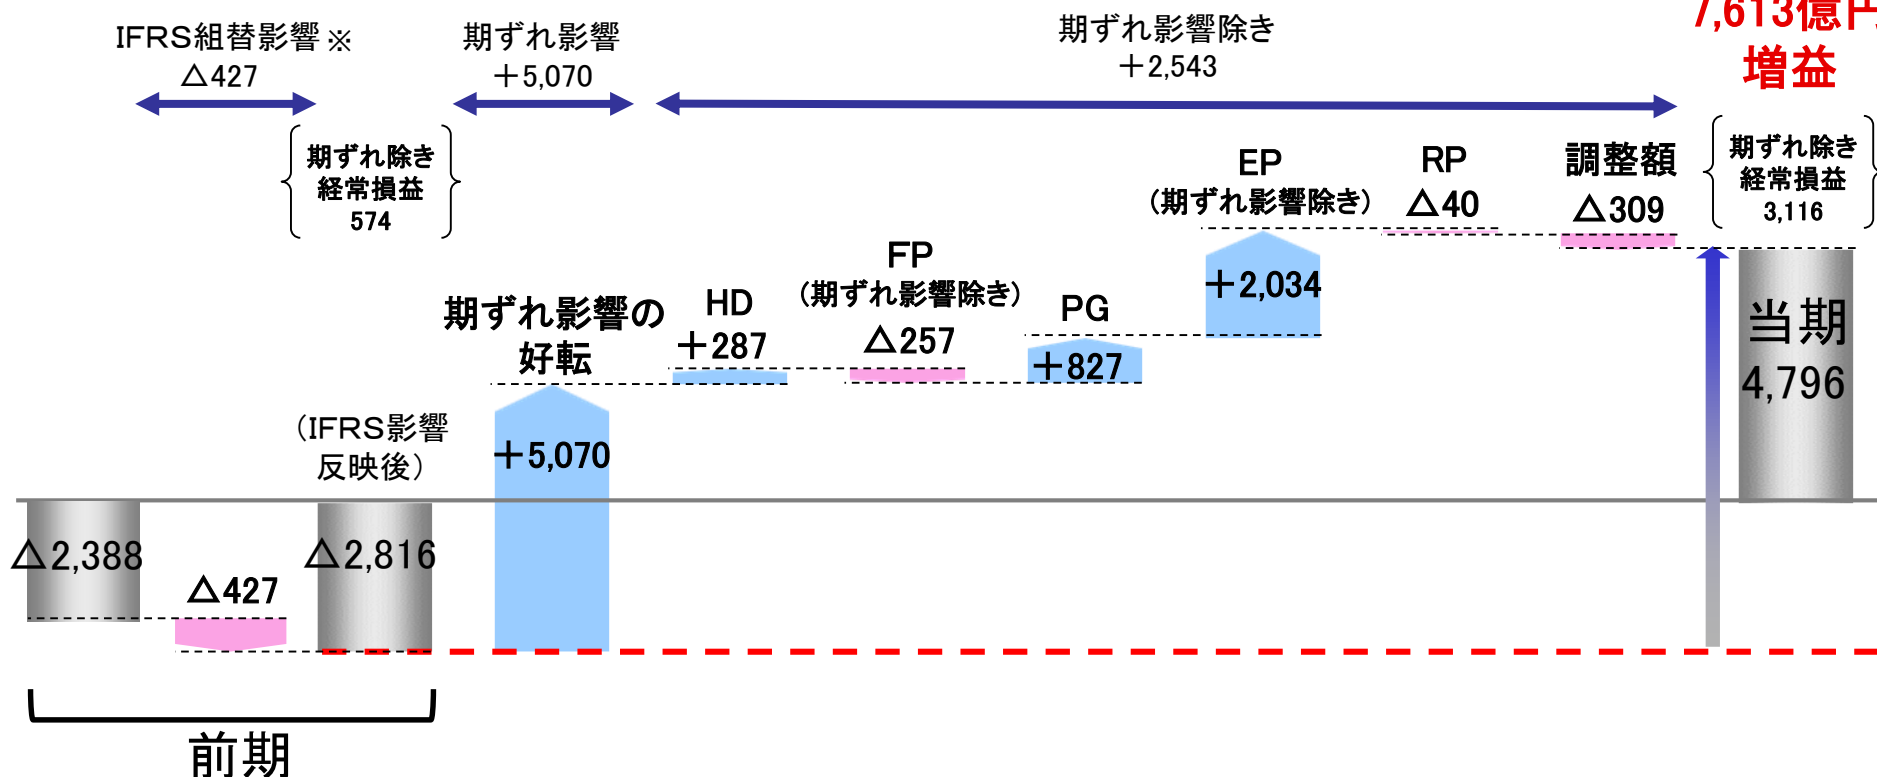 IFRS組替影響※
△427
期ずれ影響
＋5,070
期ずれ影響除き
＋2,543
7,613億円
増益
期ずれ除き
経常損益
574
期ずれ除き
経常損益
3,116
期ずれ影響の
好転
＋5,070
HD
＋287
FP
(期ずれ影響除き)
△257
PG
＋827
EP
(期ずれ影響除き)
＋2,034
RP
△40
調整額
△309
当期
4,796
（IFRS影響
反映後）
△2,388
△427
△2,816
前期